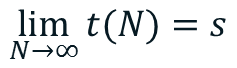 lim t(N) = s
N→∞